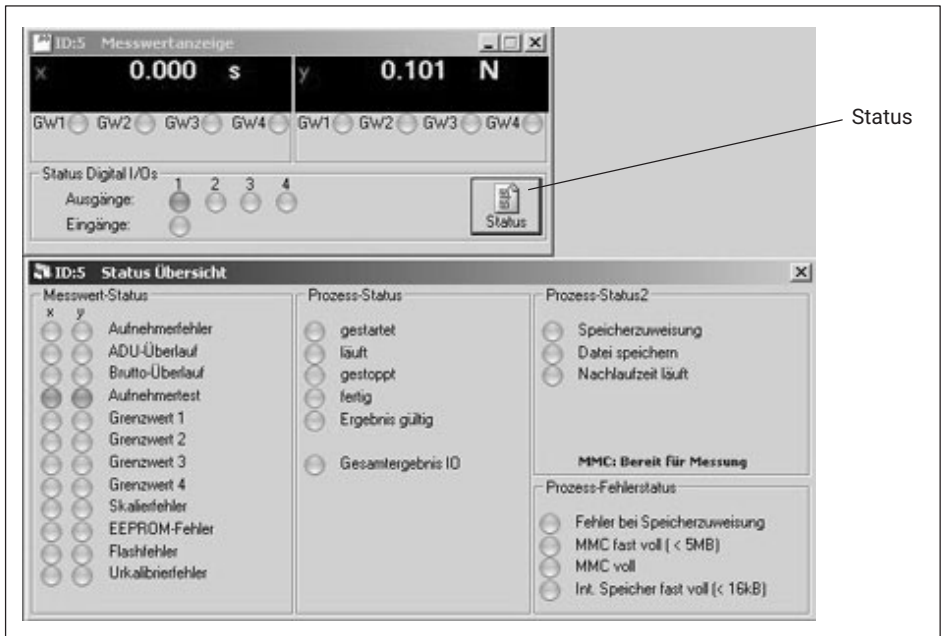 ID:5 Messwertanzeige
x 0.000 s y 0.101 N
GW1 GW2 GW3 GW4 GW1 GW2 GW3 GW4
Status
Status Digital I/Os
1 2 3 4
Ausgänge:
Eingänge:
Status
ID:5 Status Übersicht
Messwert-Status
x y
Aufnehmerfehler
ADU-Überlauf
Brutto-Überlauf
Aufnehmertest
Grenzwert 1
Grenzwert 2
Grenzwert 3
Grenzwert 4
Skalierfehler
EEPROM-Fehler
Flashfehler
Urkalibrierfehler
Prozess-Status
gestartet
läuft
gestoppt
fertig
Ergebnis gültig
Gesamtergebnis IO
Prozess-Status2
Speicherzuweisung
Datei speichern
Nachlaufzeit läuft
MMC: Bereit für Messung
Prozess-Fehlerstatus
Fehler bei Speicherzuweisung
MMC fast voll ( < 5MB)
MMC voll
Int. Speicher fast voll (< 16kB)